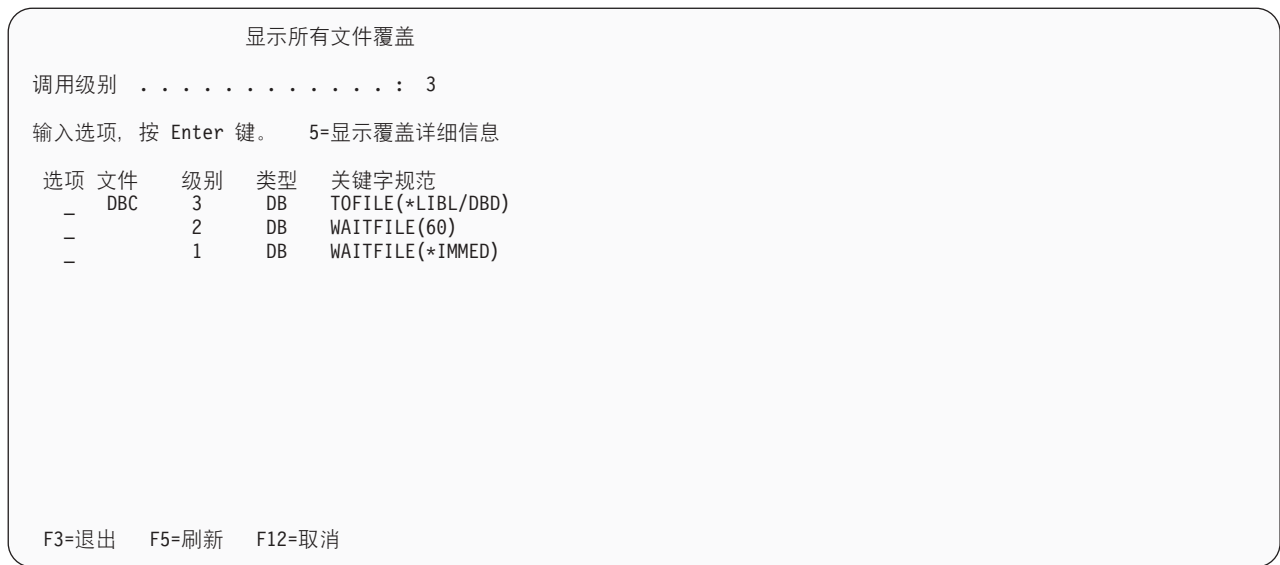 显示所有文件覆盖
调用级别 . . . . . . . . . . . . : 3
输入选项, 按 Enter 键。 5=显示覆盖详细信息
选项 文件 级别 类型 关键字规范
_ DBC 3 DB TOFILE(*LIBL/DBD)
_ 2 DB WAITFILE(60)
_ 1 DB WAITFILE(*IMMED)
F3=退出 F5=刷新 F12=取消